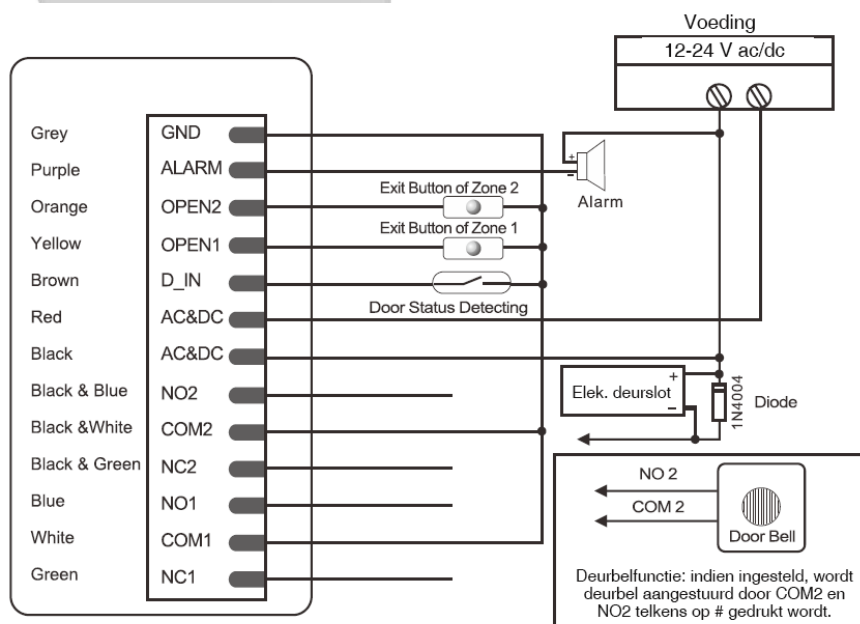 Voeding
12-24 V ac/dc
Grey GND
Purple ALARM
+
-
Alarm
Exit Button of Zone 2
Orange OPEN2
Exit Button of Zone 1
Yellow OPEN1
Brown D_IN
Door Status Detecting
Red AC&DC
Black AC&DC
Elek. deurslot
+
-
1N4004
Diode
Black & Blue NO2
Black &White COM2
Black & Green NC2
Blue NO1
White COM1
Green NC1
NO 2
COM 2
Door Bell
Deurbelfunctie: indien ingesteld, wordt
deurbel aangestuurd door COM2 en
NO2 telkens op # gedrukt wordt.